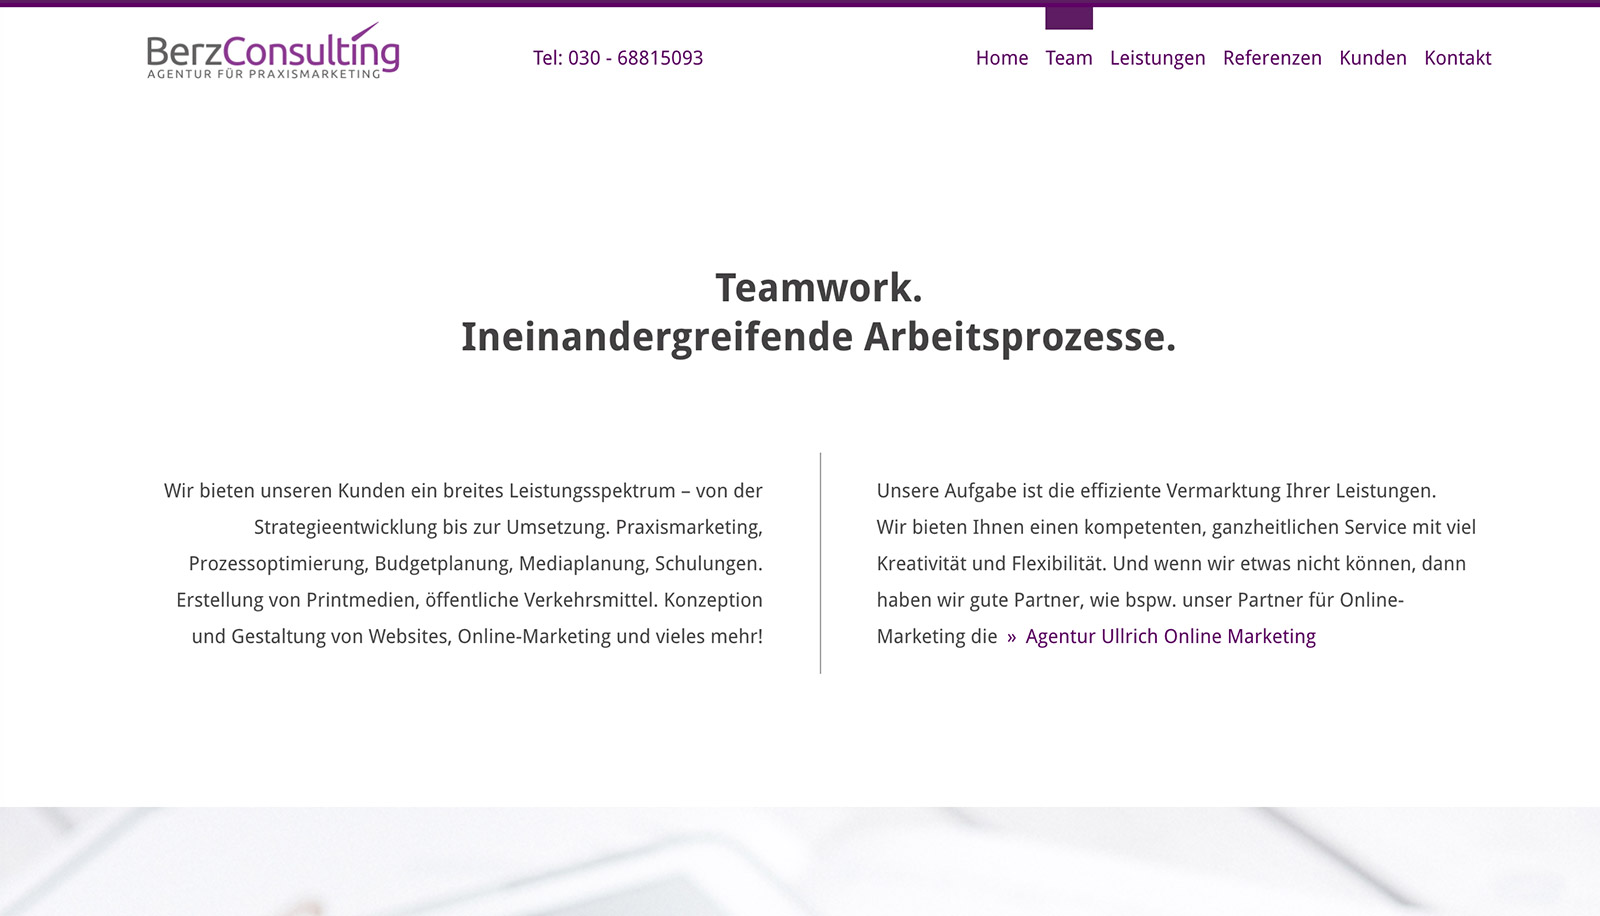 BerzConsulting
AGENTUR FÜR PRAXISMARKETING
Tel: 030 - 68815093
Home Team Leistungen Referenzen Kunden Kontakt
Teamwork.
Ineinandergreifende Arbeitsprozesse.
Wir bieten unseren Kunden ein breites Leistungsspektrum – von der
Strategieentwicklung bis zur Umsetzung. Praxismarketing,
Prozessoptimierung, Budgetplanung, Mediaplanung, Schulungen.
Erstellung von Printmedien, öffentliche Verkehrsmittel. Konzeption
und Gestaltung von Websites, Online-Marketing und vieles mehr!
Unsere Aufgabe ist die effiziente Vermarktung Ihrer Leistungen.
Wir bieten Ihnen einen kompetenten, ganzheitlichen Service mit viel
Kreativität und Flexibilität. Und wenn wir etwas nicht können, dann
haben wir gute Partner, wie bspw. unser Partner für Online-
Marketing die » Agentur Ullrich Online Marketing